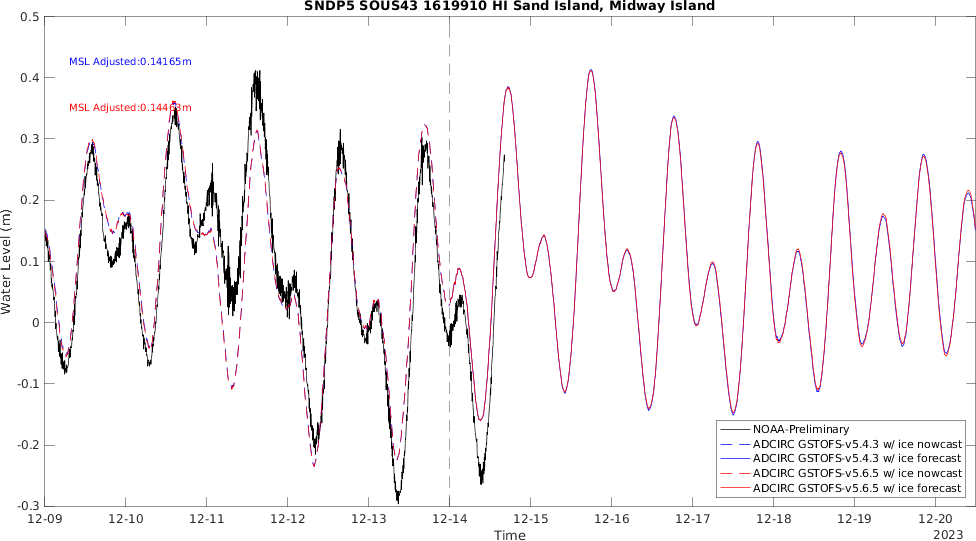 SNDP5 SOUS43 1619910 HI Sand Island, Midway Island
0.5
0.4
0.3
0.2
0.1
0
-0.1
-0.2
-0.3
Water Level (m)
MSL Adjusted:0.14165m
MSL Adjusted:0.14463m
NOAA-Preliminary
ADCIRC GSTOFS-v5.4.3 w/ ice nowcast
ADCIRC GSTOFS-v5.4.3 w/ ice forecast
ADCIRC GSTOFS-v5.6.5 w/ ice nowcast
ADCIRC GSTOFS-v5.6.5 w/ ice forecast
12-09 12-10 12-11 12-12 12-13 12-14 12-15 12-16 12-17 12-18 12-19 12-20
Time
2023